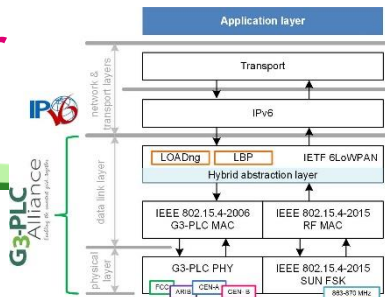 Application layer
Transport
network &
transport layers
IPv6
IPv6
LOADng
LBP
IETF 6LoWPAN
Hybrid abstraction layer
data link layer
G3-PLC
Alliance
IEEE 802.15.4-2006
G3-PLC MAC
IEEE 802.15.4-2015
RF MAC
physical
layer
G3-PLC PHY
IEEE 802.15.4-2015
SUN FSK
FCC
ARIB
CEN-A
CEN-B
863-870 MHz